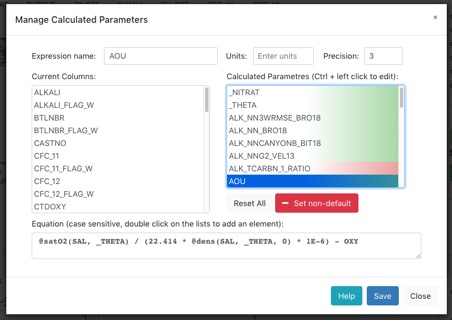 Manage Calculated Parameters
×
Expression name: AOU Units: Enter units Precision: 3
Current Columns: Calculated Parametres (Ctrl + left click to edit):
ALKALI
ALKALI_FLAG_W
BTLNBR
BTLNBR_FLAG_W
CASTNO
CFC_11
CFC_11_FLAG_W
CFC_12
CFC_12_FLAG_W
CTDOXY
_NITRAT
_THETA
ALK_NN3WRMSE_BRO18
ALK_NN_BRO18
ALK_NNCANYONB_BIT18
ALK_NNG2_VEL13
ALK_TCARBN_1_RATIO
AOU
Reset All Set non-default
Equation (case sensitive, double click on the lists to add an element):
@satO2(SAL, _THETA) / (22.414 * @dens(SAL, _THETA, 0) * 1E-6) - OXY
Help Save Close